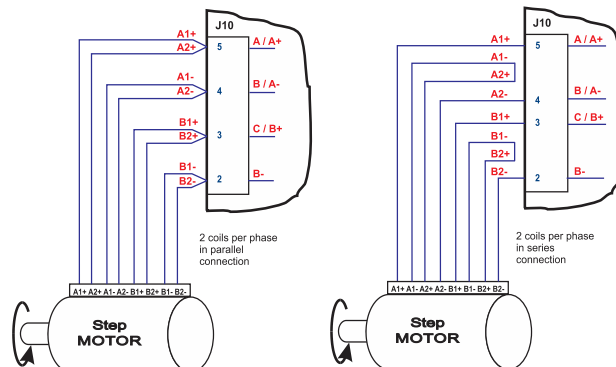 J10
A1+
A2+
5
A / A+
A1-
A2-
4
B / A-
B1+
B2+
3
C / B+
B1-
B2-
2
B-
2 coils per phase
in parallel
connection
A1+ A2+ A1- A2- B1+ B2+ B1- B2-
Step
MOTOR
J10
A1+
5
A / A+
A1-
A2+
A2-
4
B / A-
B1+
3
C / B+
B1-
B2+
B2-
2
B-
2 coils per phase
in series
connection
A1+ A1- A2+ A2- B1+ B1- B2+ B2-
Step
MOTOR